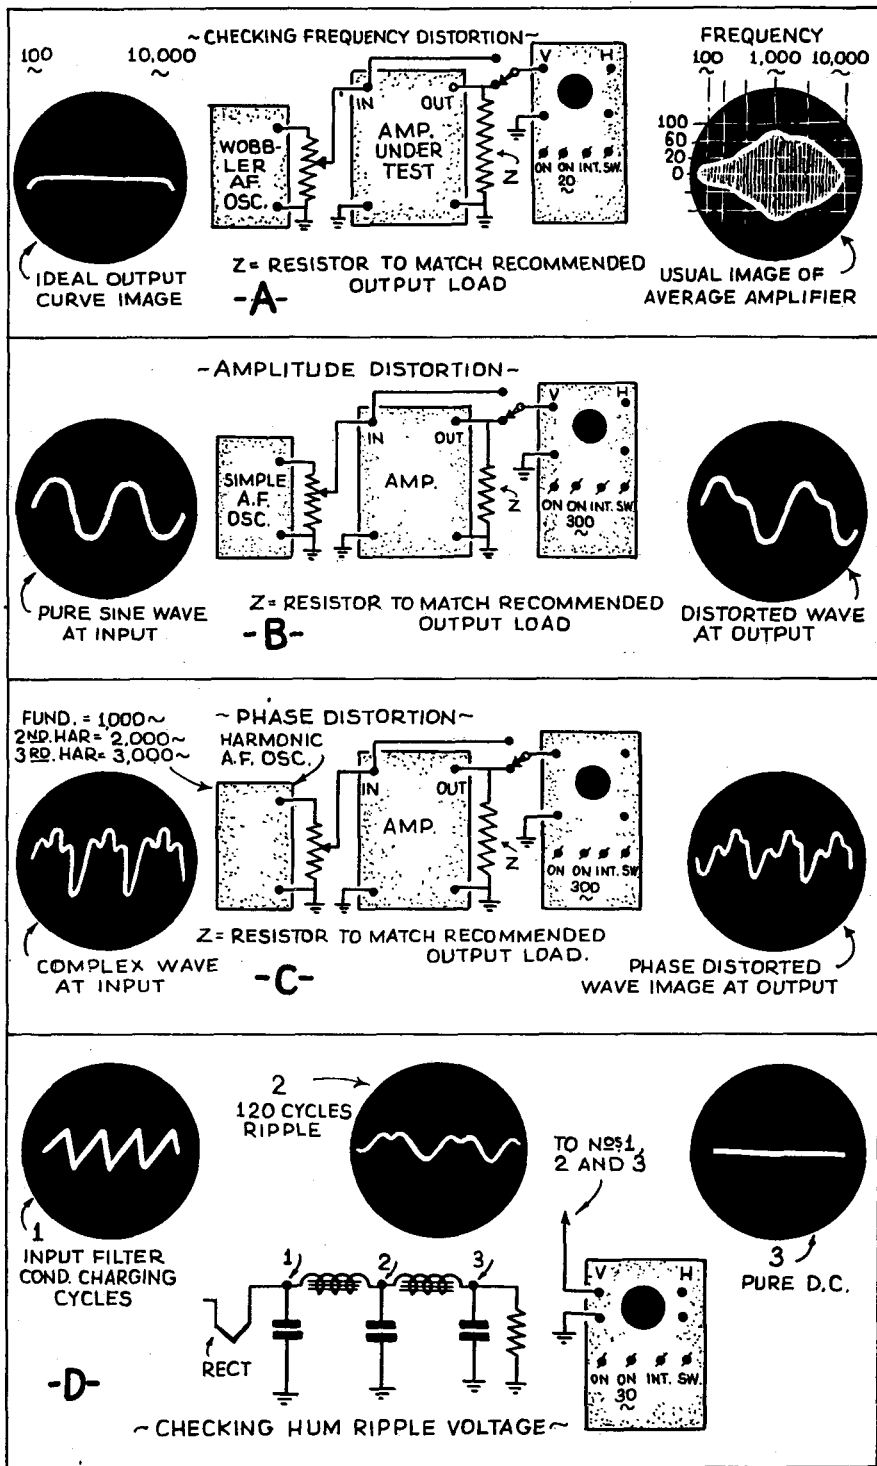 ~CHECKING FREQUENCY DISTORTION~
100 ~
10,000 ~
IDEAL OUTPUT
CURVE IMAGE
WOBB-
LER
A.F.
OSC.
IN
OUT
AMP.
UNDER
TEST
Z
V
H
ON ON INT. SW.
20
~
FREQUENCY
100 1,000 10,000
~ ~ ~
100
60
20
0
USUAL IMAGE OF
AVERAGE AMPLIFIER
Z = RESISTOR TO MATCH RECOMMENDED
OUTPUT LOAD
-A-
~AMPLITUDE DISTORTION~
PURE SINE WAVE
AT INPUT
SIMPLE
A.F.
OSC.
IN
OUT
AMP.
Z
V
H
ON ON INT. SW.
300
~
DISTORTED WAVE
AT OUTPUT
Z = RESISTOR TO MATCH RECOMMENDED
OUTPUT LOAD
-B-
~PHASE DISTORTION~
FUND. = 1,000~
2ND. HAR = 2,000~
3RD. HAR = 3,000~
HARMONIC
A.F. OSC.
IN
OUT
AMP.
Z
ON ON INT. SW.
300
~
COMPLEX WAVE
AT INPUT
PHASE DISTORTED
WAVE IMAGE AT OUTPUT
Z = RESISTOR TO MATCH RECOMMENDED
OUTPUT LOAD.
-C-
1
INPUT FILTER
COND. CHARGING
CYCLES
2
120 CYCLES
RIPPLE
TO NOS. 1,
2 AND 3
3
PURE D.C.
1
2
3
RECT
V
H
ON ON INT. SW.
30
~
-D-
~CHECKING HUM RIPPLE VOLTAGE~